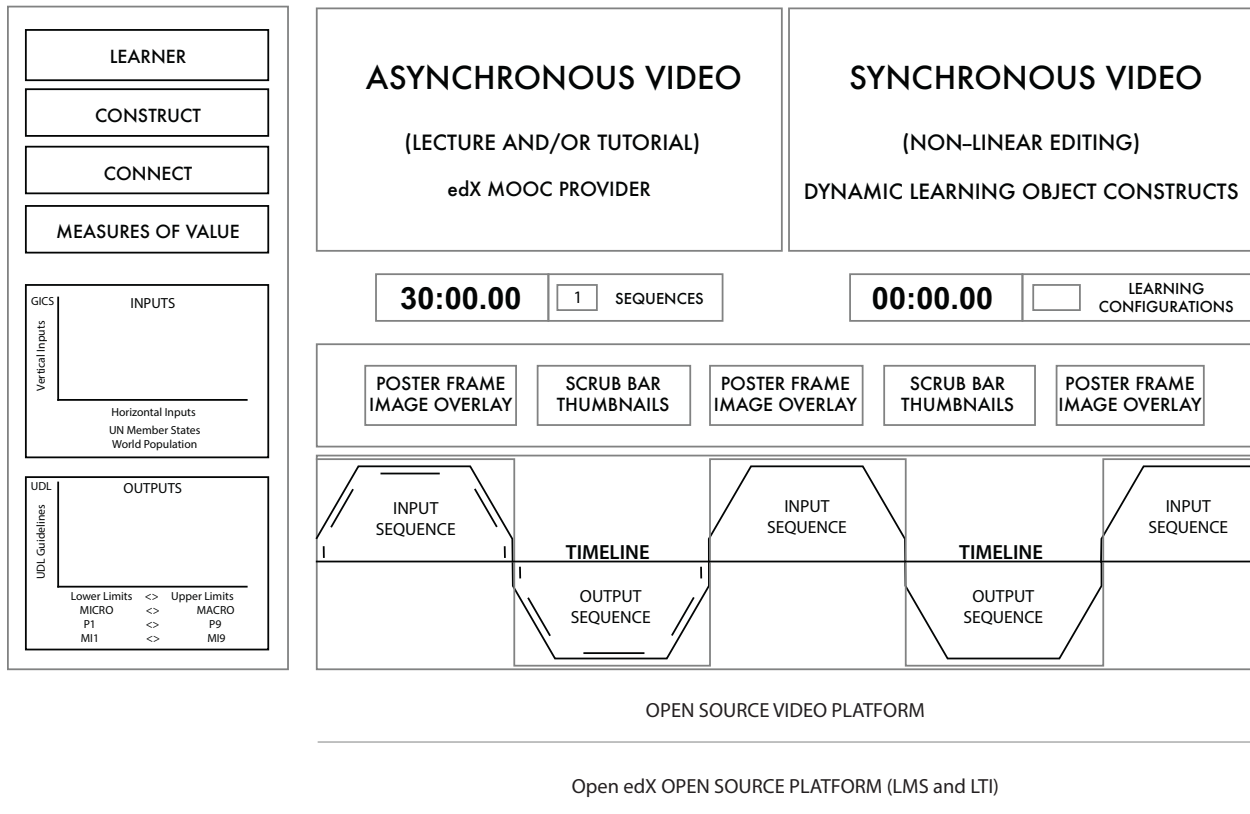 LEARNER
CONSTRUCT
CONNECT
MEASURES OF VALUE
GICS
INPUTS
Vertical Inputs
Horizontal Inputs
UN Member States
World Population
UDL
OUTPUTS
UDL Guidelines
Lower Limits <> Upper Limits
MICRO <> MACRO
P1 <> P9
MI1 <> MI9
ASYNCHRONOUS VIDEO
(LECTURE AND/OR TUTORIAL)
edX MOOC PROVIDER
SYNCHRONOUS VIDEO
(NON–LINEAR EDITING)
DYNAMIC LEARNING OBJECT CONSTRUCTS
30:00.00
1
SEQUENCES
00:00.00
LEARNING
CONFIGURATIONS
POSTER FRAME
IMAGE OVERLAY
SCRUB BAR
THUMBNAILS
POSTER FRAME
IMAGE OVERLAY
SCRUB BAR
THUMBNAILS
POSTER FRAME
IMAGE OVERLAY
INPUT
SEQUENCE
TIMELINE
OUTPUT
SEQUENCE
INPUT
SEQUENCE
TIMELINE
OUTPUT
SEQUENCE
INPUT
SEQUENCE
OPEN SOURCE VIDEO PLATFORM
Open edX OPEN SOURCE PLATFORM (LMS and LTI)